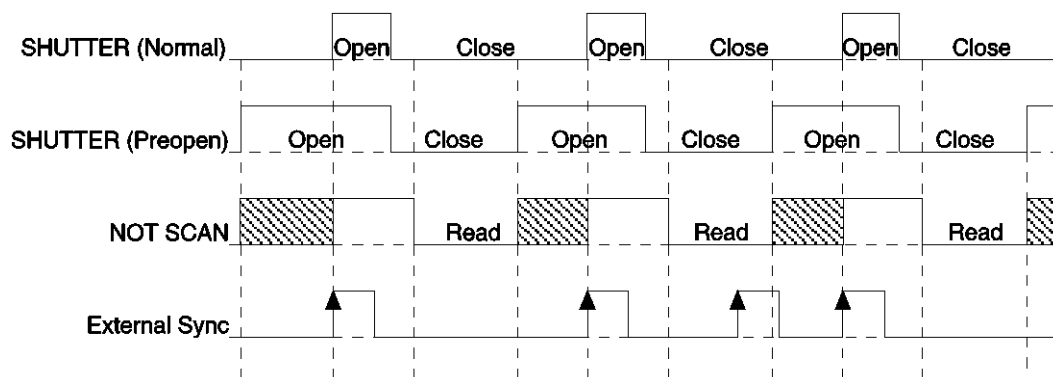 SHUTTER (Normal) Open Close Open Close Open Close
SHUTTER (Preopen) Open Close Open Close Open Close
NOT SCAN Read Read Read
External Sync